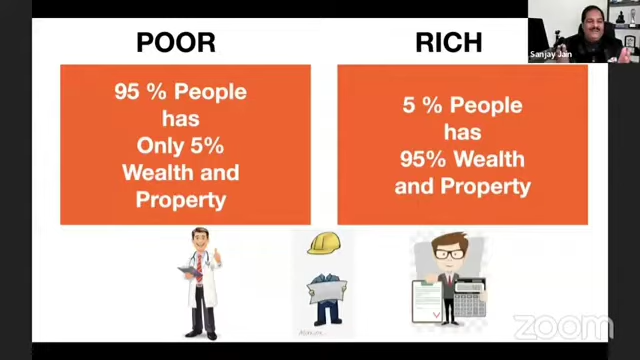 POOR
RICH
Sanjay Jain
95 % People
has
Only 5%
Wealth and
Property
5 % People
has
95% Wealth
and Property
zoom